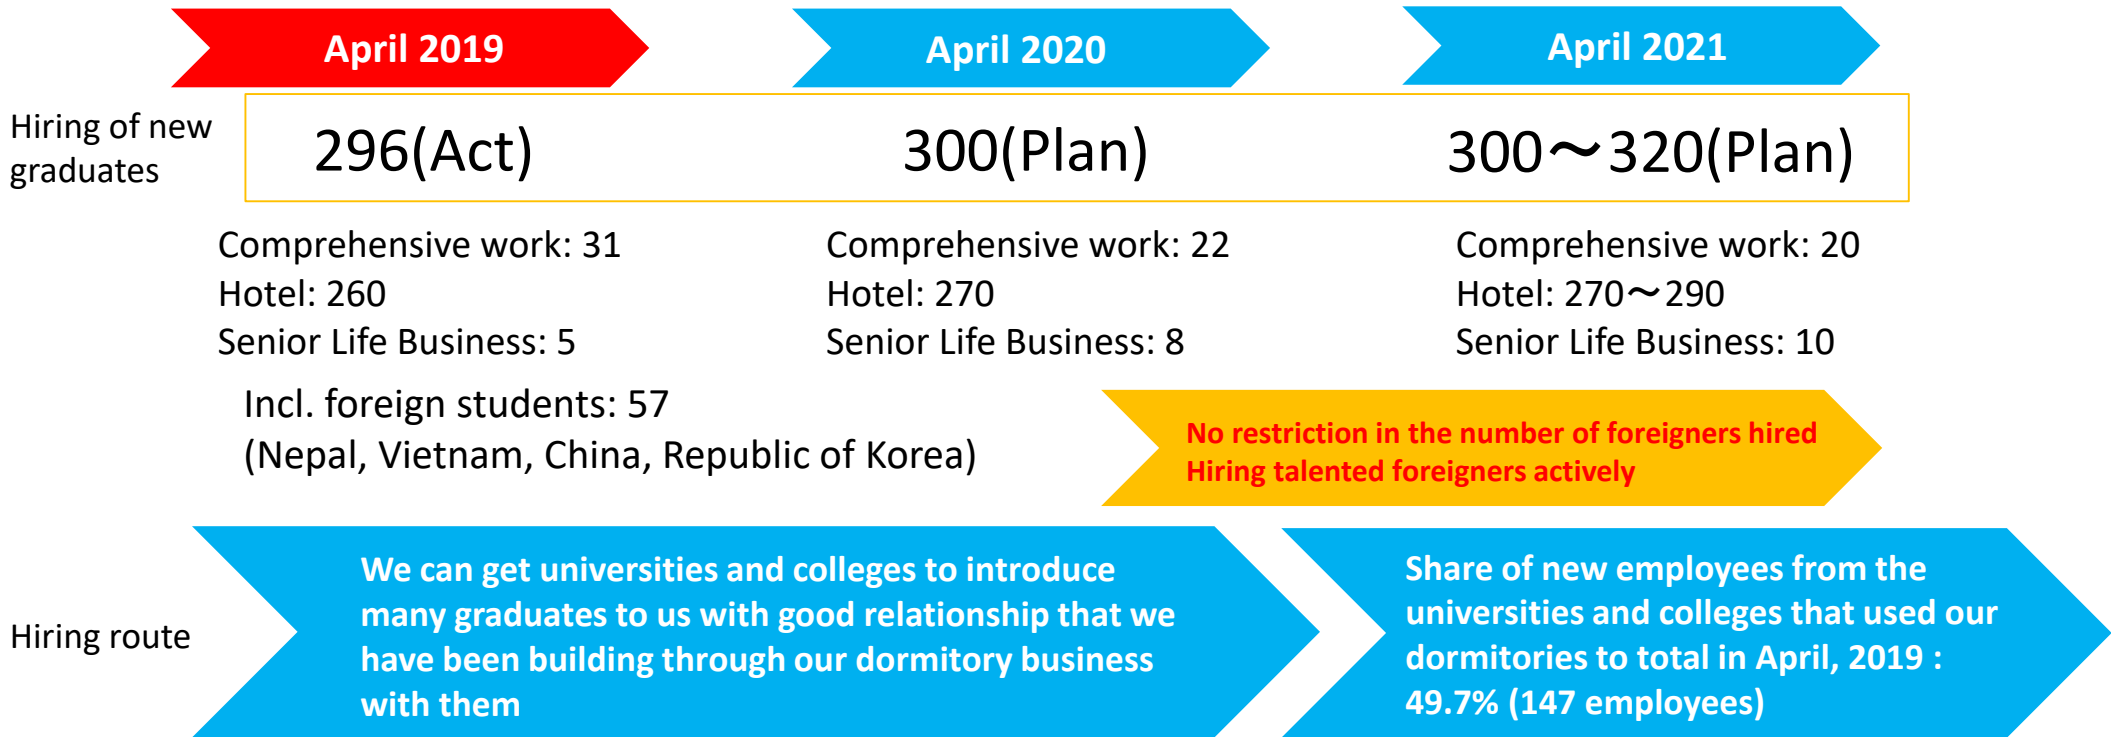 April 2019
April 2020
April 2021
Hiring of new
graduates
296(Act)
300(Plan)
300～320(Plan)
Comprehensive work: 31
Hotel: 260
Senior Life Business: 5
Comprehensive work: 22
Hotel: 270
Senior Life Business: 8
Comprehensive work: 20
Hotel: 270～290
Senior Life Business: 10
Incl. foreign students: 57
(Nepal, Vietnam, China, Republic of Korea)
No restriction in the number of foreigners hired
Hiring talented foreigners actively
Hiring route
We can get universities and colleges to introduce
many graduates to us with good relationship that we
have been building through our dormitory business
with them
Share of new employees from the
universities and colleges that used our
dormitories to total in April, 2019 :
49.7% (147 employees)